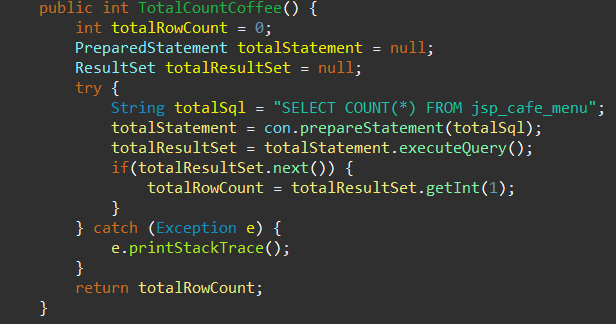 public int TotalCountCoffee() {
    int totalRowCount = 0;
    PreparedStatement totalStatement = null;
    ResultSet totalResultSet = null;
    try {
        String totalSql = "SELECT COUNT(*) FROM jsp_cafe_menu";
        totalStatement = con.prepareStatement(totalSql);
        totalResultSet = totalStatement.executeQuery();
        if(totalResultSet.next()) {
            totalRowCount = totalResultSet.getInt(1);
        }
    } catch (Exception e) {
        e.printStackTrace();
    }
    return totalRowCount;
}